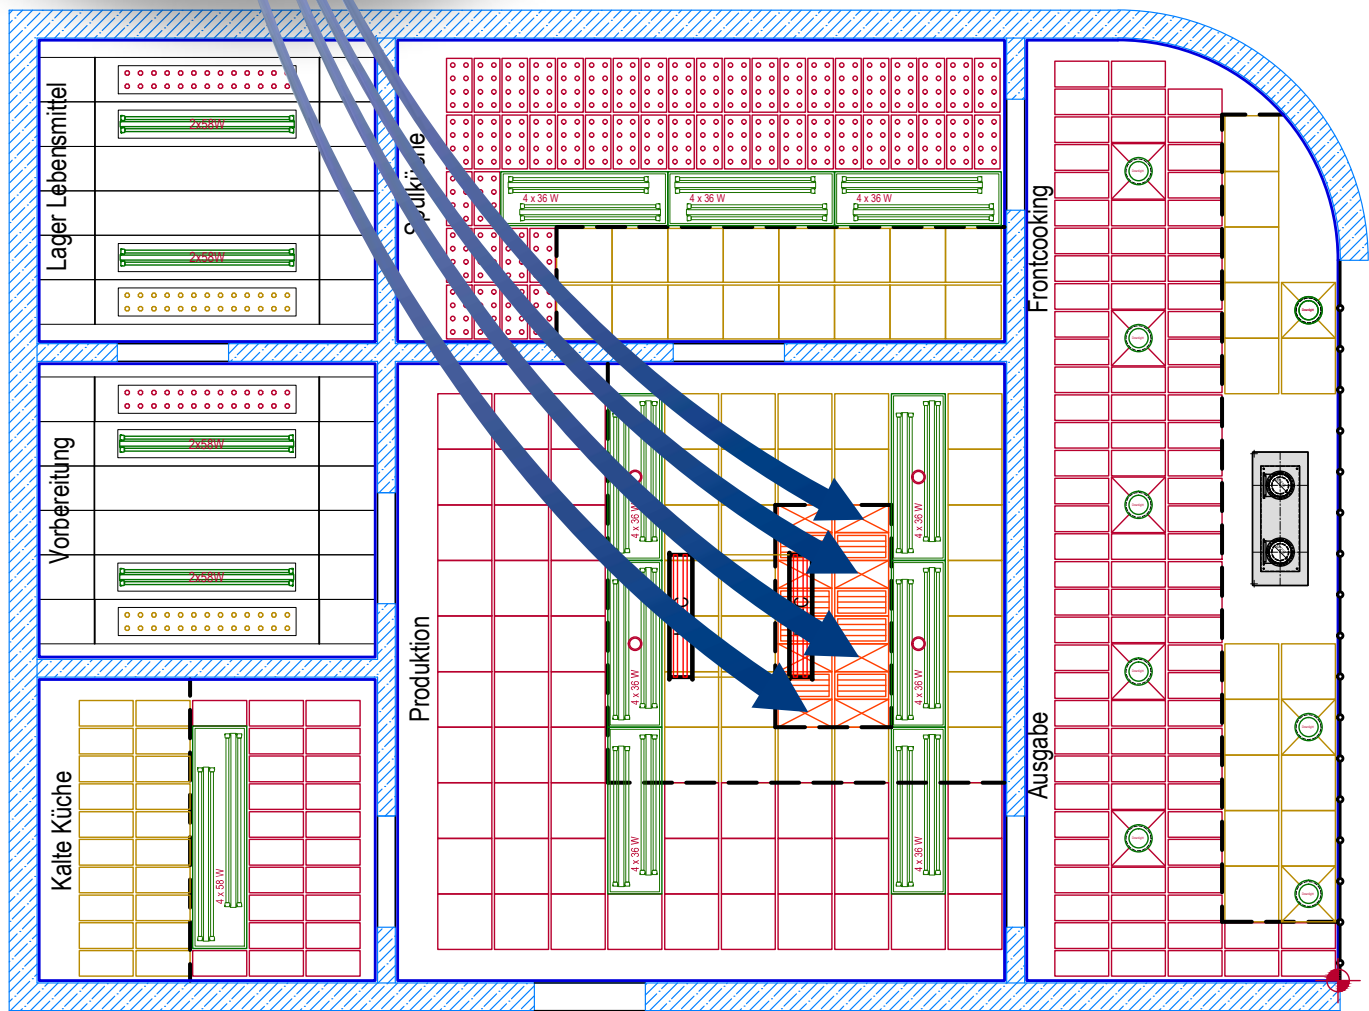 Lager Lebensmittel
2x58W
2x58W
Spülküche
4 x 36 W
4 x 36 W
4 x 36 W
Frontcooking
Vorbereitung
2x58W
2x58W
Produktion
4 x 36 W
4 x 36 W
4 x 36 W
4 x 36 W
4 x 36 W
4 x 36 W
Kalte Küche
4 x 58 W
Ausgabe